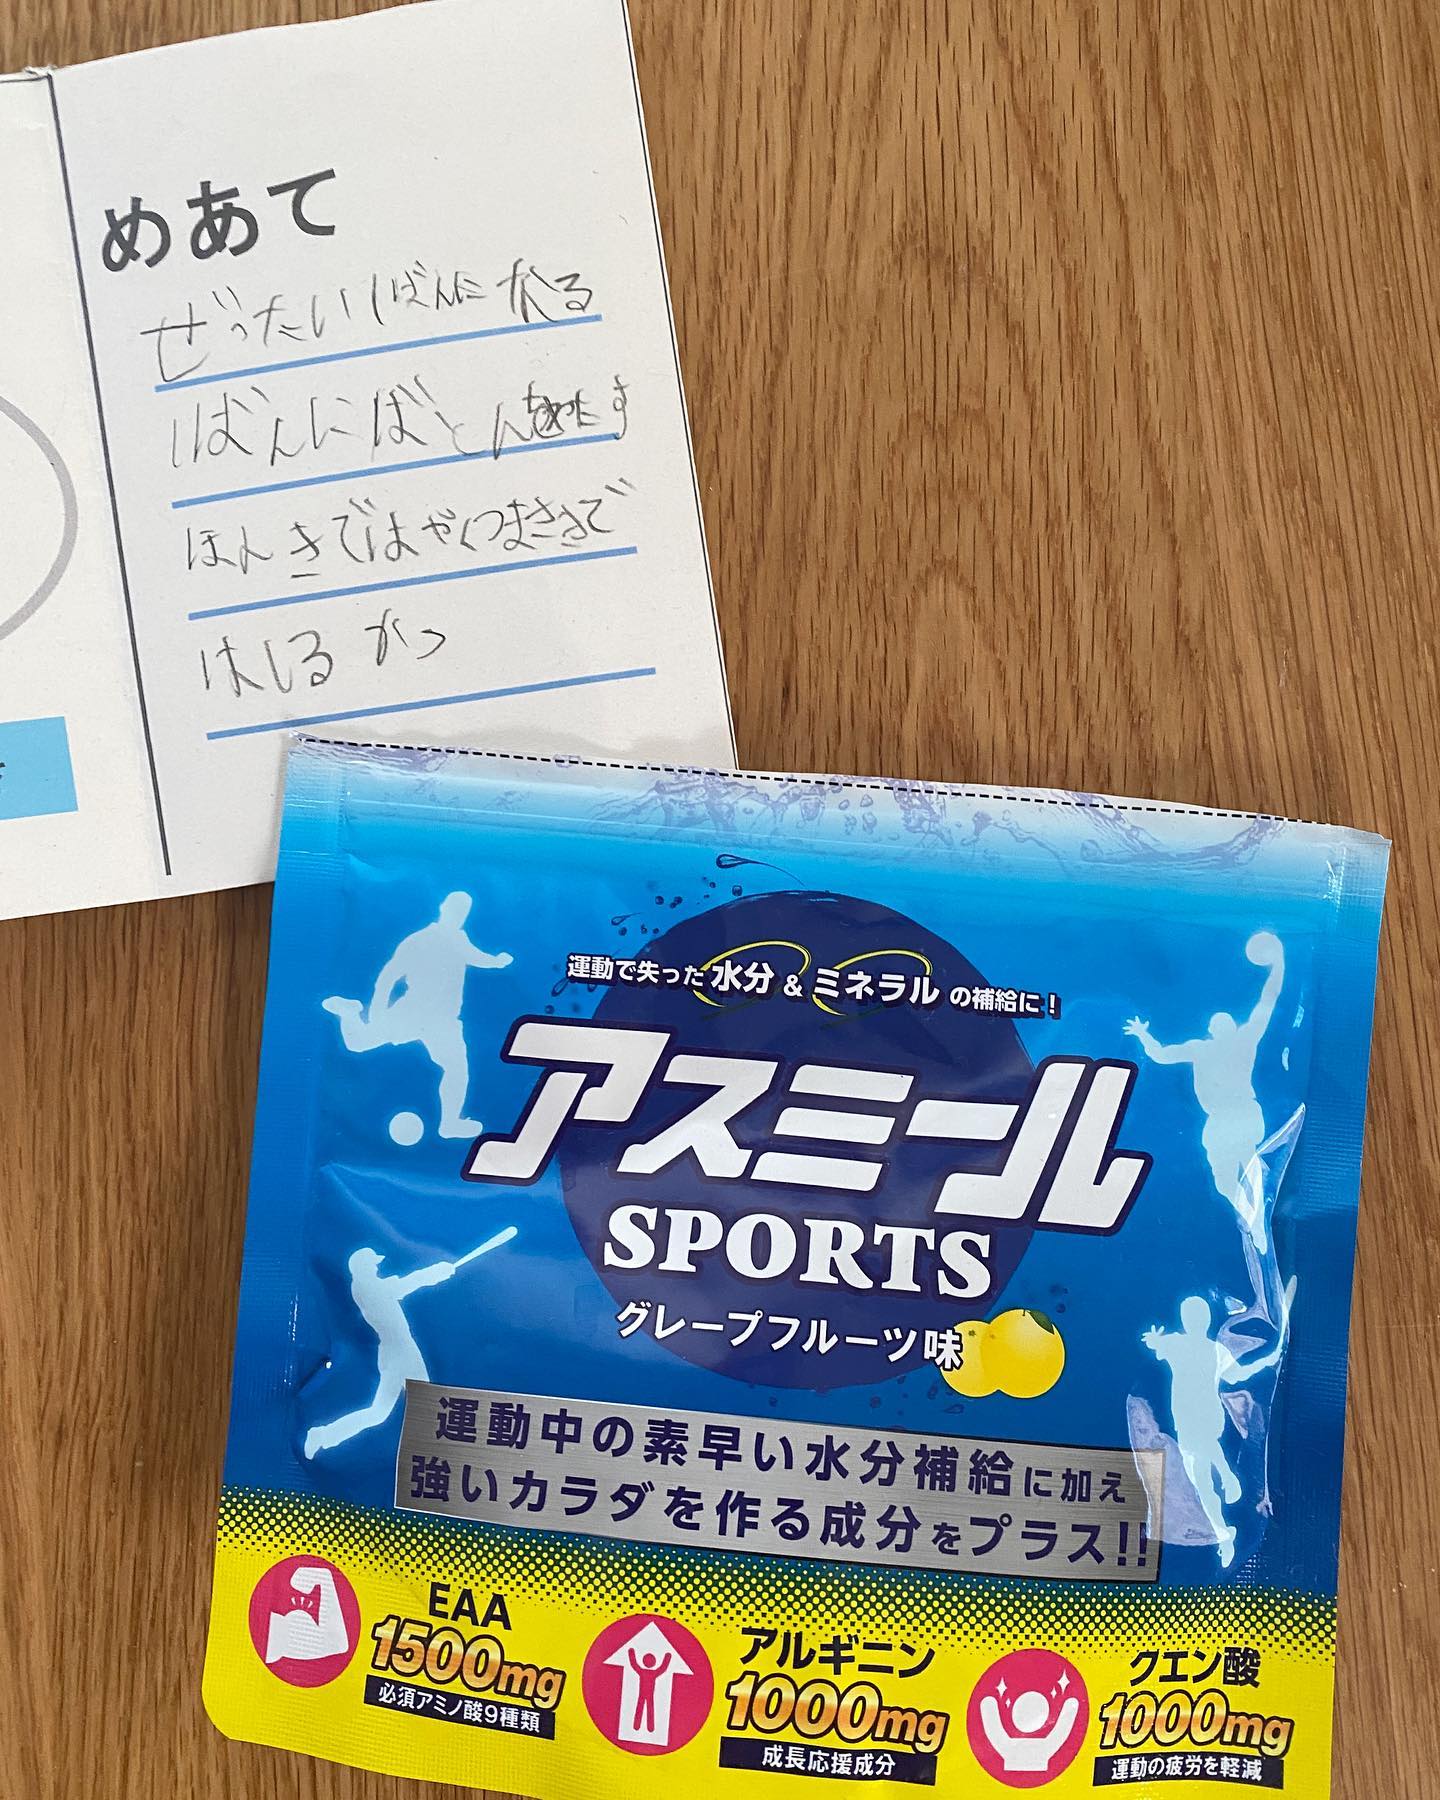 めあて
ぜったい1ばんになる
1ばんにばとんをわたす
ほんきではやくつまさきで
はしる かつ
運動で失った水分&ミネラルの補給に!
アスミール
SPORTS
グレープフルーツ味
運動中の素早い水分補給に加え
強いカラダを作る成分をプラス!!
EAA
1500mg
必須アミノ酸9種類
アルギニン
1000mg
成長応援成分
クエン酸
1000mg
運動の疲労を軽減